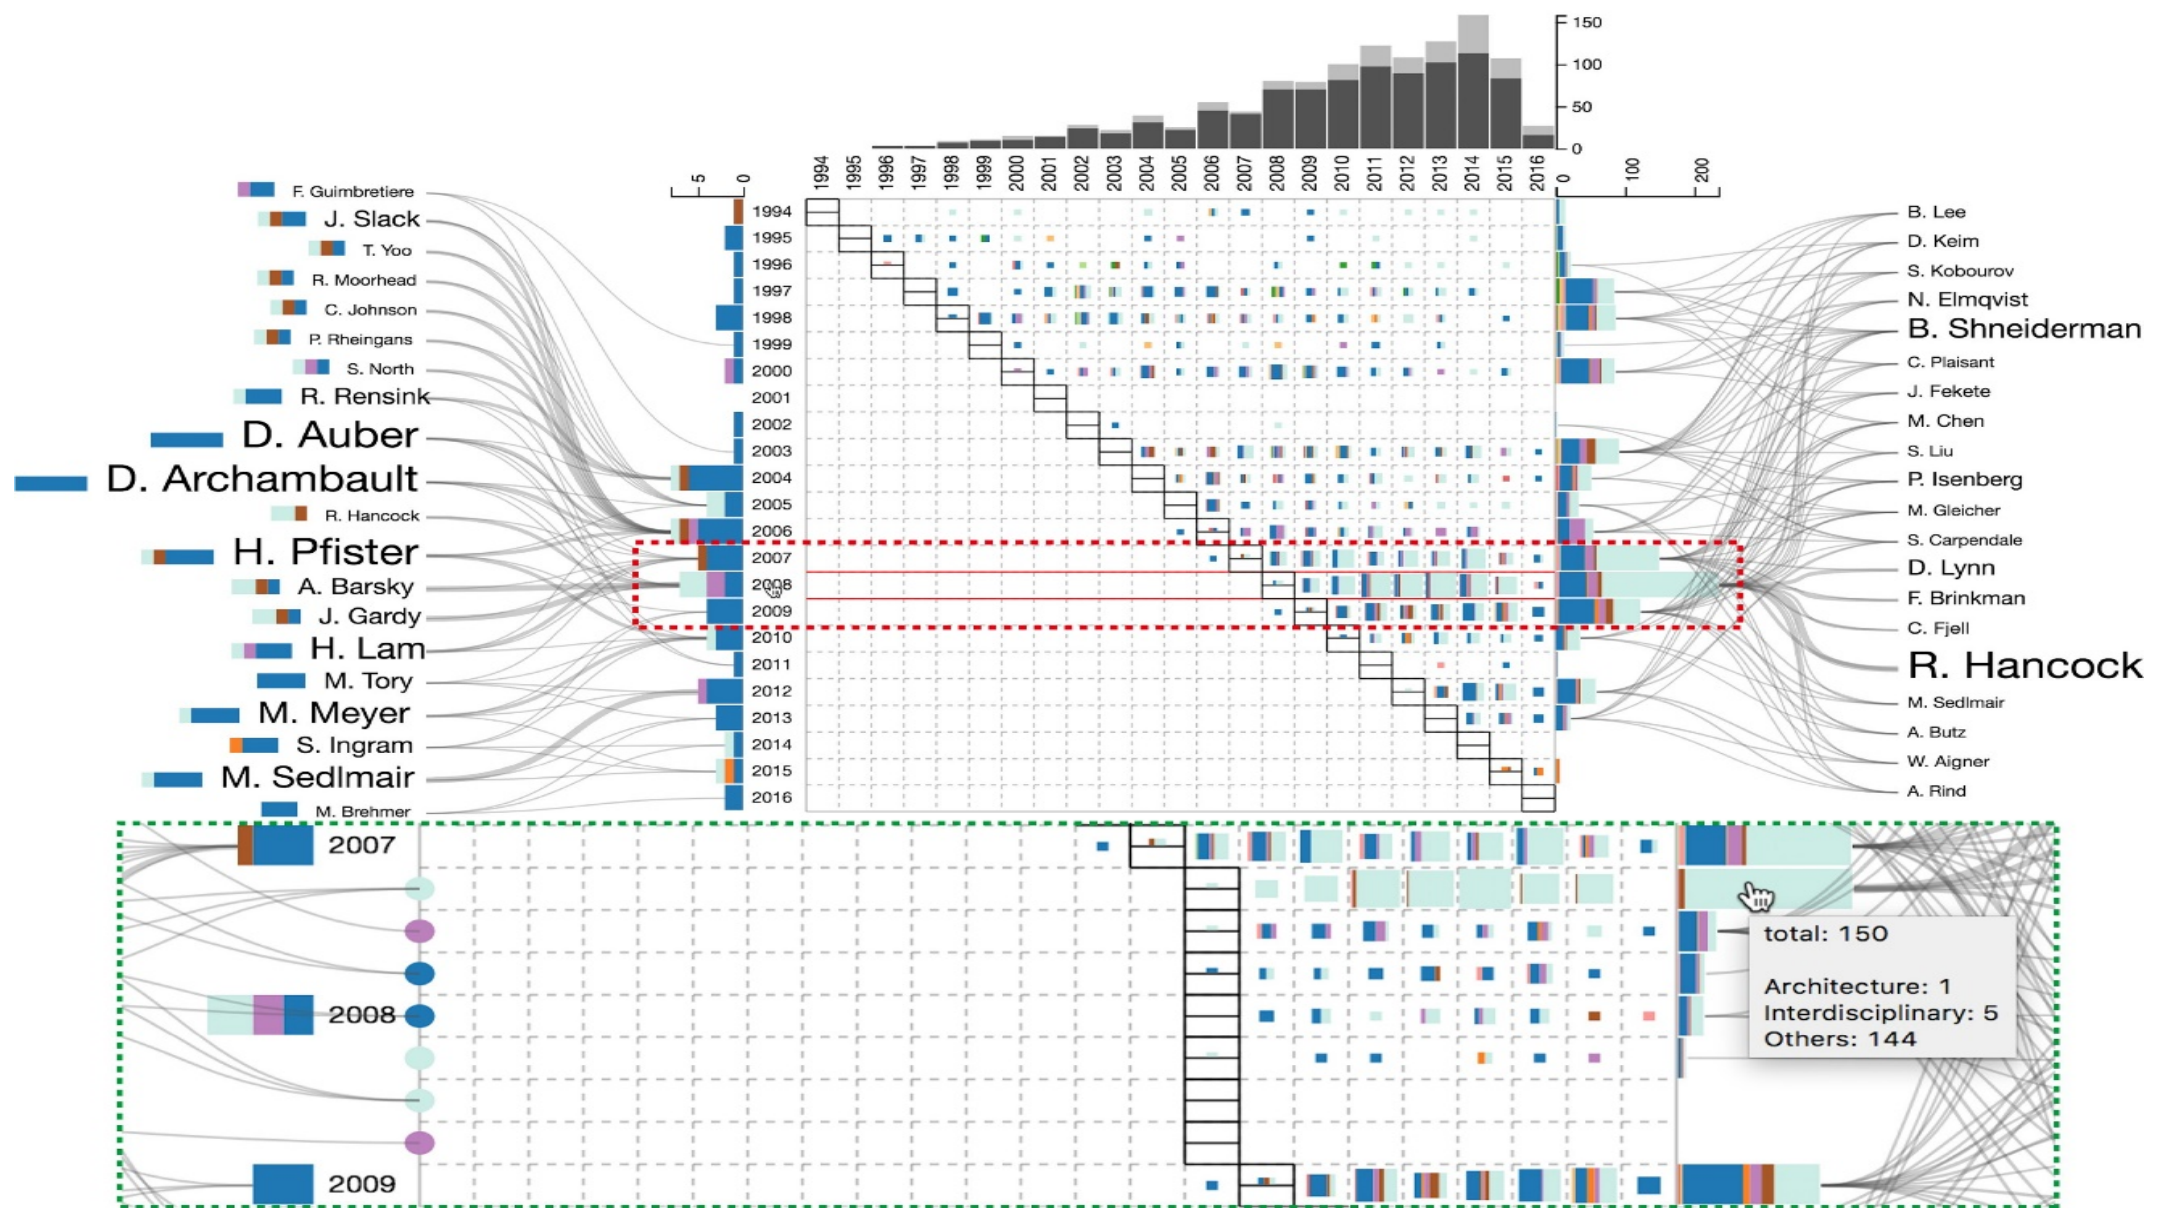 150
100
50
0
1994 1995 1996 1997 1998 1999 2000 2001 2002 2003 2004 2005 2006 2007 2008 2009 2010 2011 2012 2013 2014 2015 2016
5 0
0 100 200
F. Guimbretiere
J. Slack
T. Yoo
R. Moorhead
C. Johnson
P. Rheingans
S. North
R. Rensink
D. Auber
D. Archambault
R. Hancock
H. Pfister
A. Barsky
J. Gardy
H. Lam
M. Tory
M. Meyer
S. Ingram
M. Sedlmair
M. Brehmer
1994
1995
1996
1997
1998
1999
2000
2001
2002
2003
2004
2005
2006
2007
2008
2009
2010
2011
2012
2013
2014
2015
2016
B. Lee
D. Keim
S. Kobourov
N. Elmqvist
B. Shneiderman
C. Plaisant
J. Fekete
M. Chen
S. Liu
P. Isenberg
M. Gleicher
S. Carpendale
D. Lynn
F. Brinkman
C. Fjell
R. Hancock
M. Sedlmair
A. Butz
W. Aigner
A. Rind
2007
2008
2009
total: 150
Architecture: 1
Interdisciplinary: 5
Others: 144